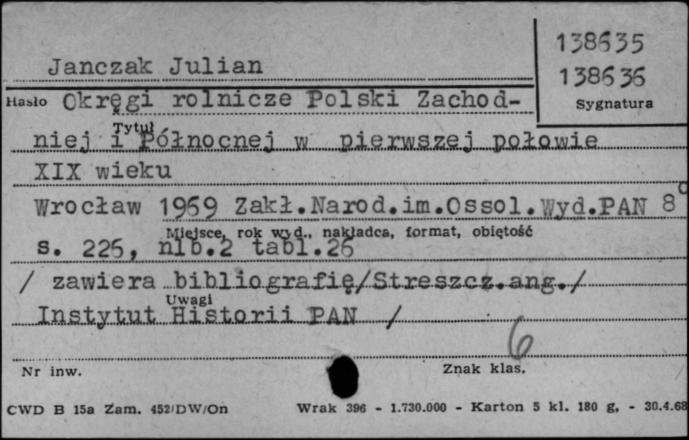 138635
Janczak Julian
138636
Hasło Okręgi rolnicze Polski Zachod-
Sygnatura
Tytuł
niej i Północnej w pierwszej połowie
XIX wieku
Wrocław 1969 Zakł.Narod.im.Ossol.Wyd.PAN 8°
Miejsce, rok wyd., nakładca, format, objętość
s. 225, nlb.2 tabl.26
/ zawiera bibliografię/Streszcz.ang./
Uwagi
Instytut Historii PAN /
6
Nr inw.
Znak klas.
CWD B 15a Zam. 452/DW/On Wrak 396 - 1.730.000 - Karton 5 kl. 180 g. - 30.4.68